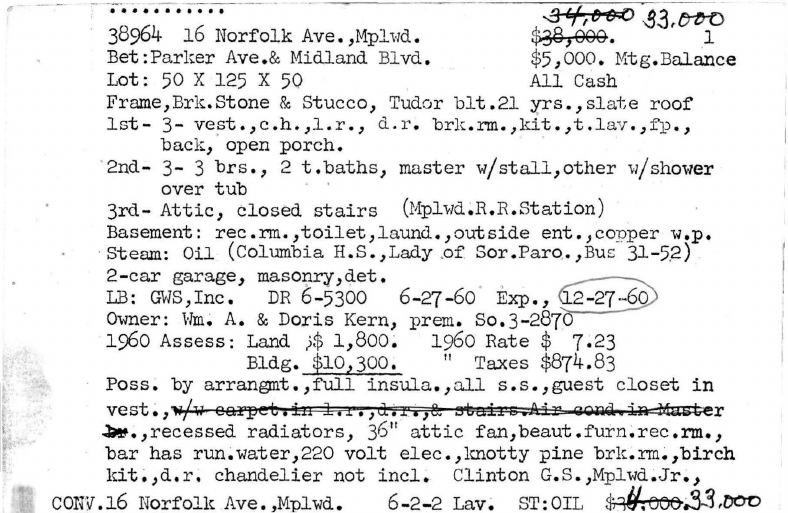 34,000 33,000
38964 16 Norfolk Ave.,Mplwd. $38,000. 1
Bet:Parker Ave.& Midland Blvd. $5,000. Mtg.Balance
Lot: 50 X 125 X 50 All Cash
Frame,Brk.Stone & Stucco, Tudor blt.21 yrs.,slate roof
1st- 3- vest.,c.h.,l.r., d.r. brk.rm.,kit.,t.lav.,fp.,
back, open porch.
2nd- 3- 3 brs., 2 t.baths, master w/stall,other w/shower
over tub
3rd- Attic, closed stairs (Mplwd.R.R.Station)
Basement: rec.rm.,toilet,laund.,outside ent.,copper w.p.
Steam: Oil (Columbia H.S.,Lady of Sor.Paro.,Bus 31-52)
2-car garage, masonry,det.
LB: GWS,Inc. DR 6-5300 6-27-60 Exp., 12-27-60
Owner: Wm. A. & Doris Kern, prem. So.3-2870
1960 Assess: Land $ 1,800. 1960 Rate $ 7.23
Bldg. $10,300. " Taxes $874.83
Poss. by arrangmt.,full insula.,all s.s.,guest closet in
vest.,w/w carpet.in l.r.,d.r.,& stairs.Air cond.in Master
br.,recessed radiators, 36" attic fan,beaut.furn.rec.rm.,
bar has run.water,220 volt elec.,knotty pine brk.rm.,birch
kit.,d.r. chandelier not incl. Clinton G.S.,Mplwd.Jr.,
CONV.16 Norfolk Ave.,Mplwd. 6-2-2 Lav. ST:OIL $34,000.33,000